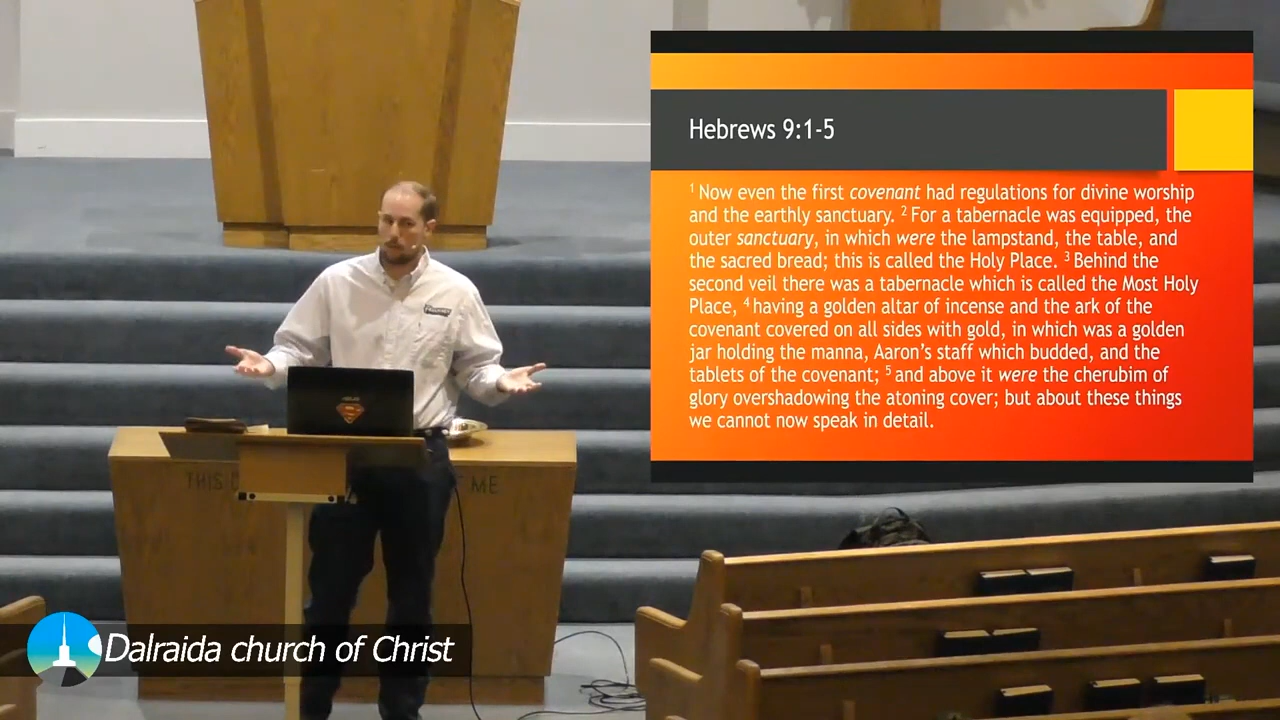 Hebrews 9:1-5
1 Now even the first covenant had regulations for divine worship
and the earthly sanctuary. 2 For a tabernacle was equipped, the
outer sanctuary, in which were the lampstand, the table, and
the sacred bread; this is called the Holy Place. 3 Behind the
second veil there was a tabernacle which is called the Most Holy
Place, 4 having a golden altar of incense and the ark of the
covenant covered on all sides with gold, in which was a golden
jar holding the manna, Aaron’s staff which budded, and the
tablets of the covenant; 5 and above it were the cherubim of
glory overshadowing the atoning cover; but about these things
we cannot now speak in detail.
THIS ME
Dalraida church of Christ